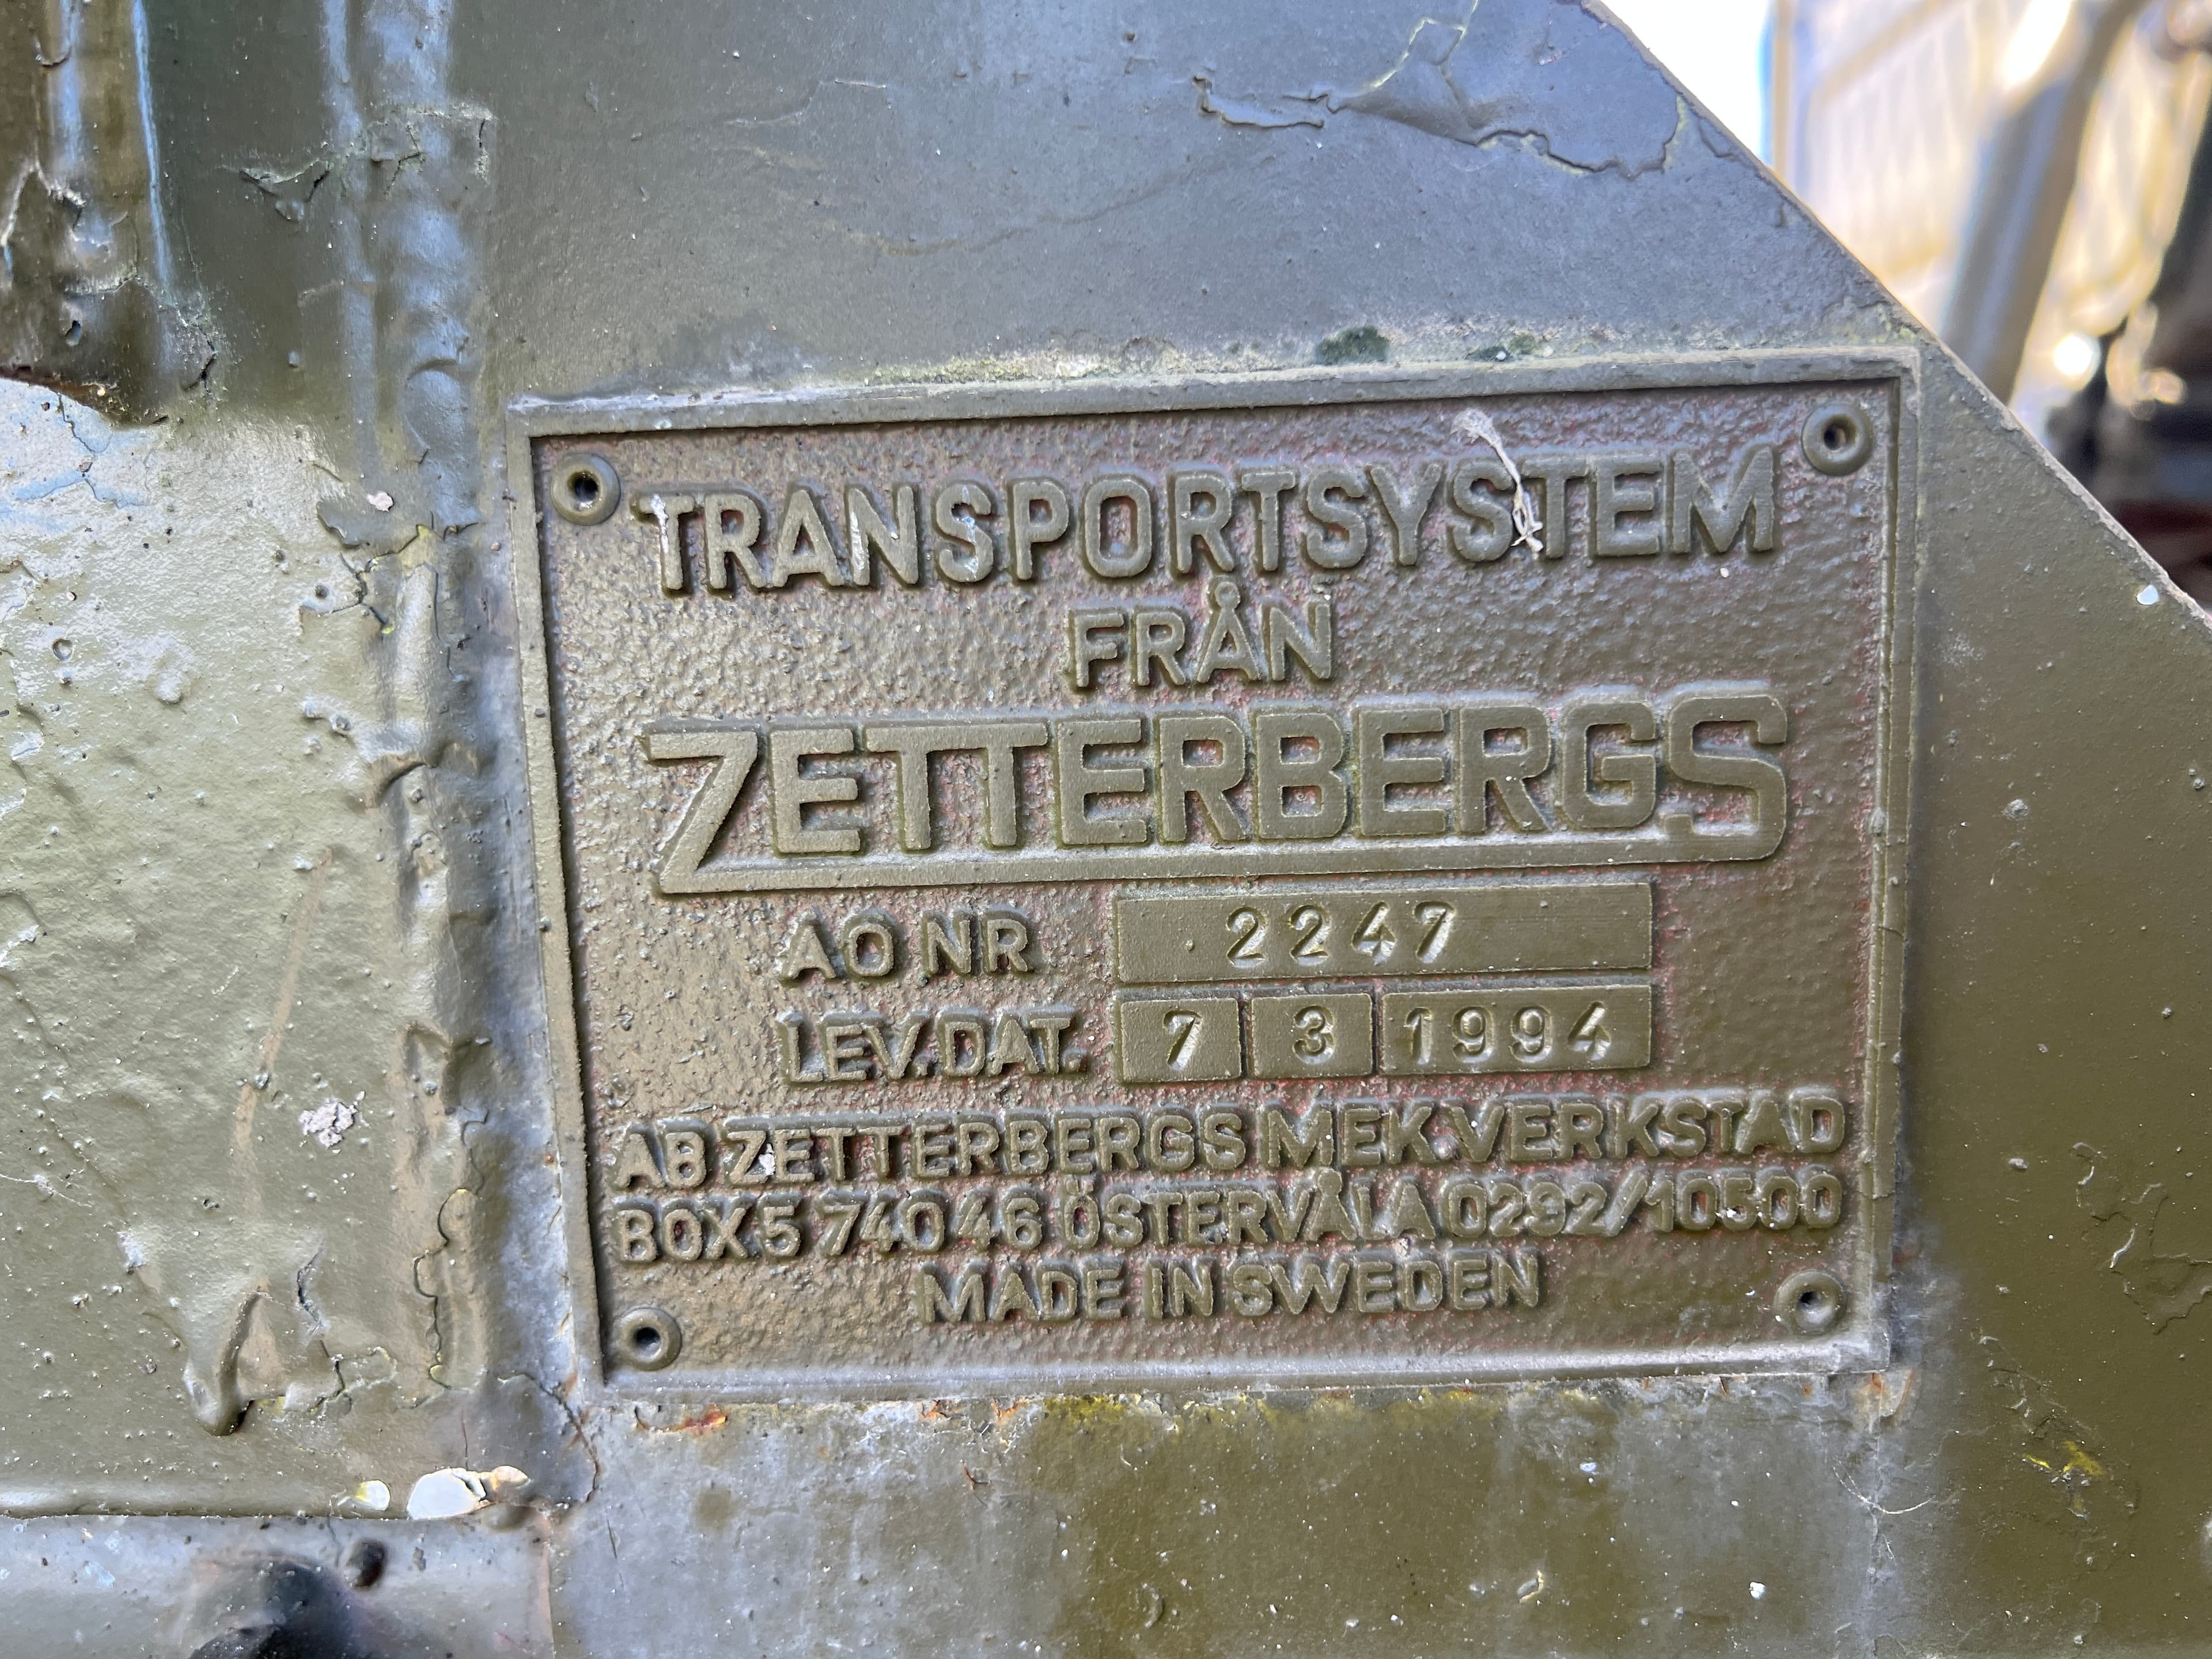 TRANSPORTSYSTEM
FRÅN
ZETTERBERGS
AO NR 2247
LEV.DAT. 7 3 1994
AB ZETTERBERGS MEK VERKSTAD
BOX 5 740 46 ÖSTERVÅLA 0292/10500
MADE IN SWEDEN